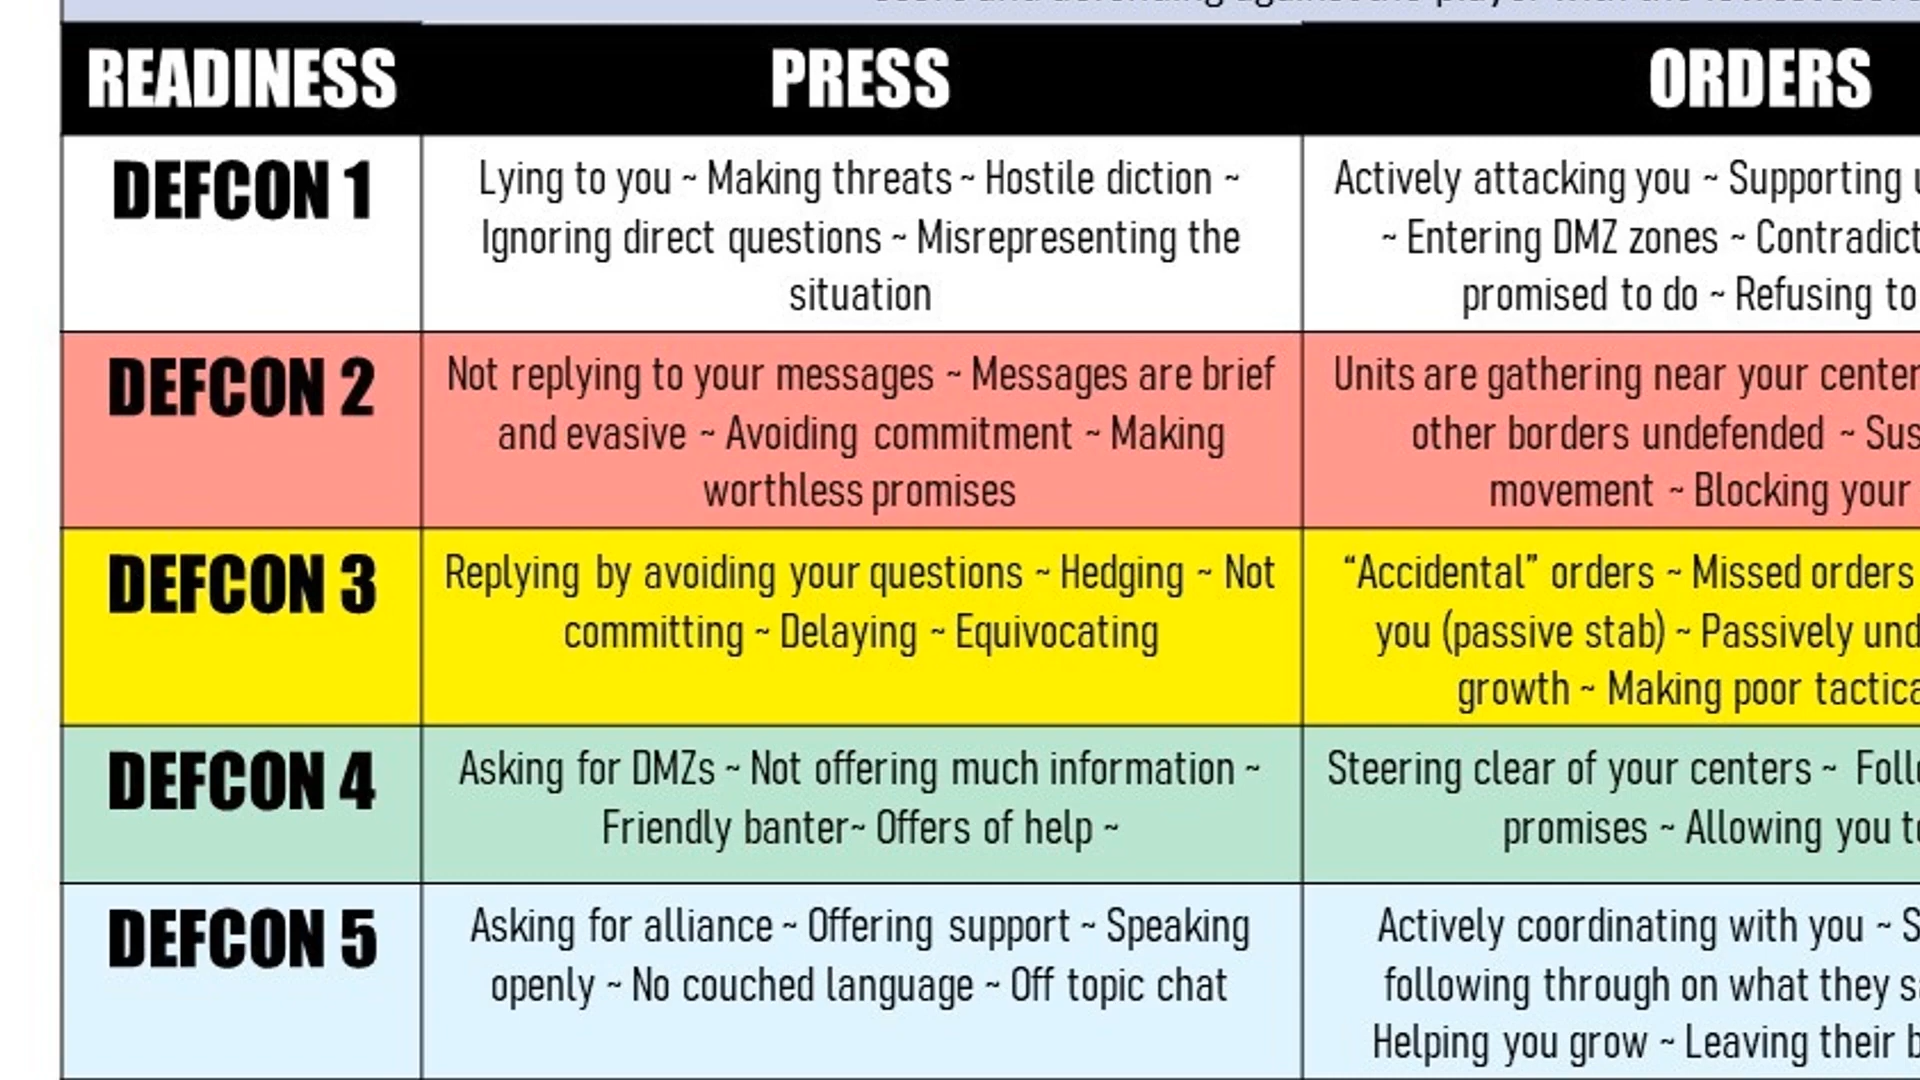 READINESS PRESS ORDERS
DEFCON 1
Lying to you ~ Making threats ~ Hostile diction ~
Ignoring direct questions ~ Misrepresenting the
situation
Actively attacking you ~ Supporting
~ Entering DMZ zones ~
promised to do ~ Refusing to
DEFCON 2
Not replying to your messages ~ Messages are brief
and evasive ~ Avoiding commitment ~ Making
worthless promises
Units are gathering near your
other borders undefended ~
movement ~ Blocking your
DEFCON 3
Replying by avoiding your questions ~ Hedging ~ Not
committing ~ Delaying ~ Equivocating
“Accidental” orders ~ Missed orders
you (passive stab) ~ Passively
growth ~ Making poor
DEFCON 4
Asking for DMZs ~ Not offering much information ~
Friendly banter~ Offers of help ~
Steering clear of your centers ~
promises ~ Allowing you
DEFCON 5
Asking for alliance ~ Offering support ~ Speaking
openly ~ No couched language ~ Off topic chat
Actively coordinating with you ~
following through on what they
Helping you grow ~ Leaving their